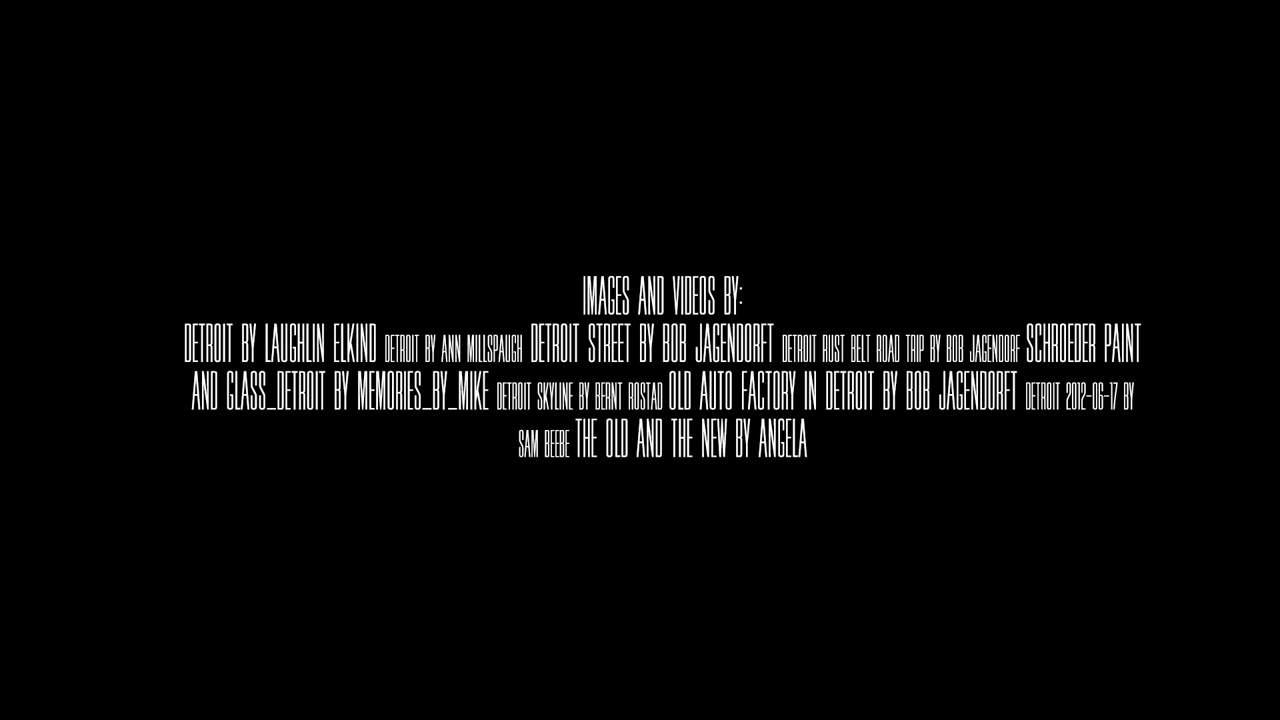 IMAGES AND VIDEOS BY:
DETROIT BY LAUGHLIN ELKIND DETROIT BY ANN MILLSPAUGH DETROIT STREET BY BOB JAGENDORFT DETROIT RUST BELT ROAD TRIP BY BOB JAGENDORF SCHROEDER PAINT
AND GLASS_DETROIT BY MEMORIES_BY_MIKE DETROIT SKYLINE BY BERNT ROSTAD OLD AUTO FACTORY IN DETROIT BY BOB JAGENDORFT DETROIT 2012-06-17 BY
SAM BEEBE THE OLD AND THE NEW BY ANGELA